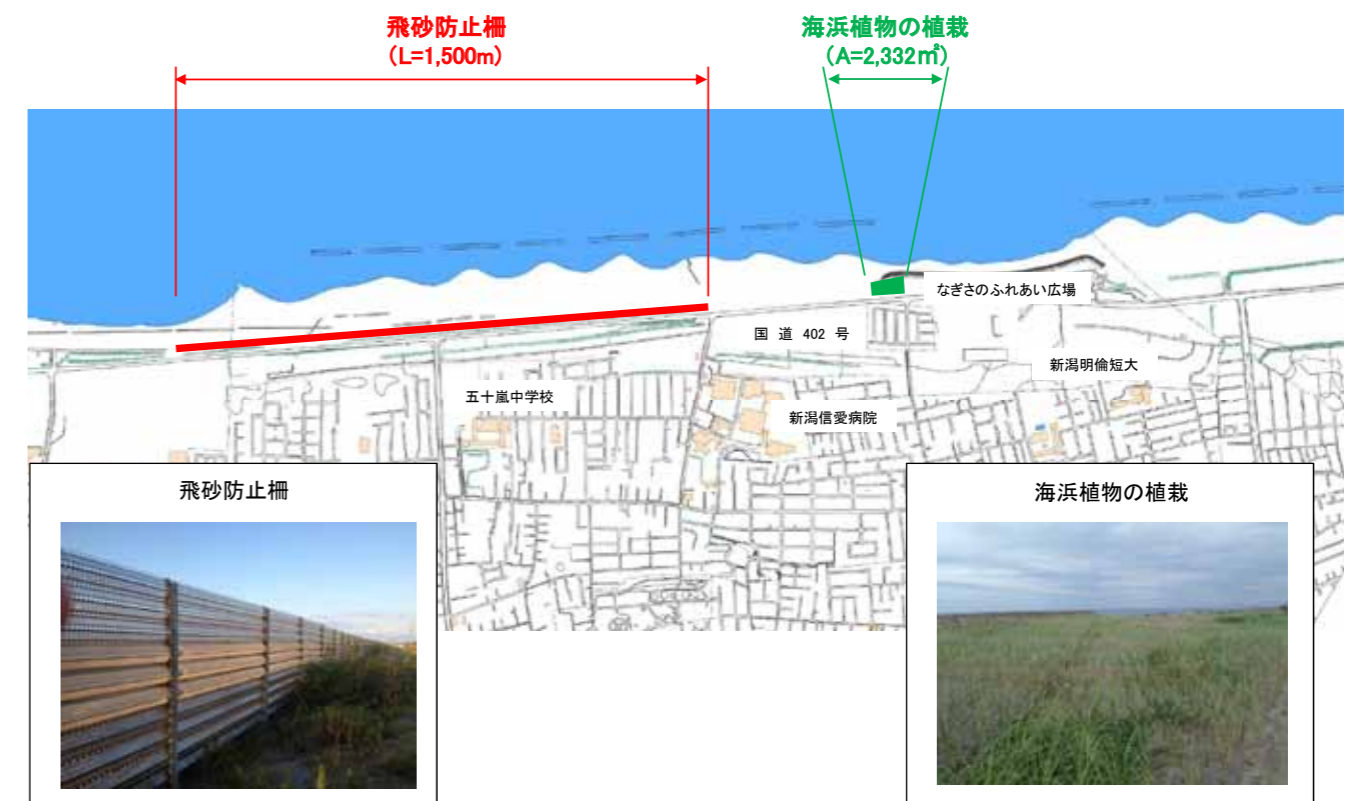 飛砂防止柵
（L=1,500m）
海浜植物の植栽
（A=2,332㎡）
なぎさのふれあい広場
国 道 402 号
新潟明倫短大
五十嵐中学校
新潟信愛病院
飛砂防止柵
海浜植物の植栽